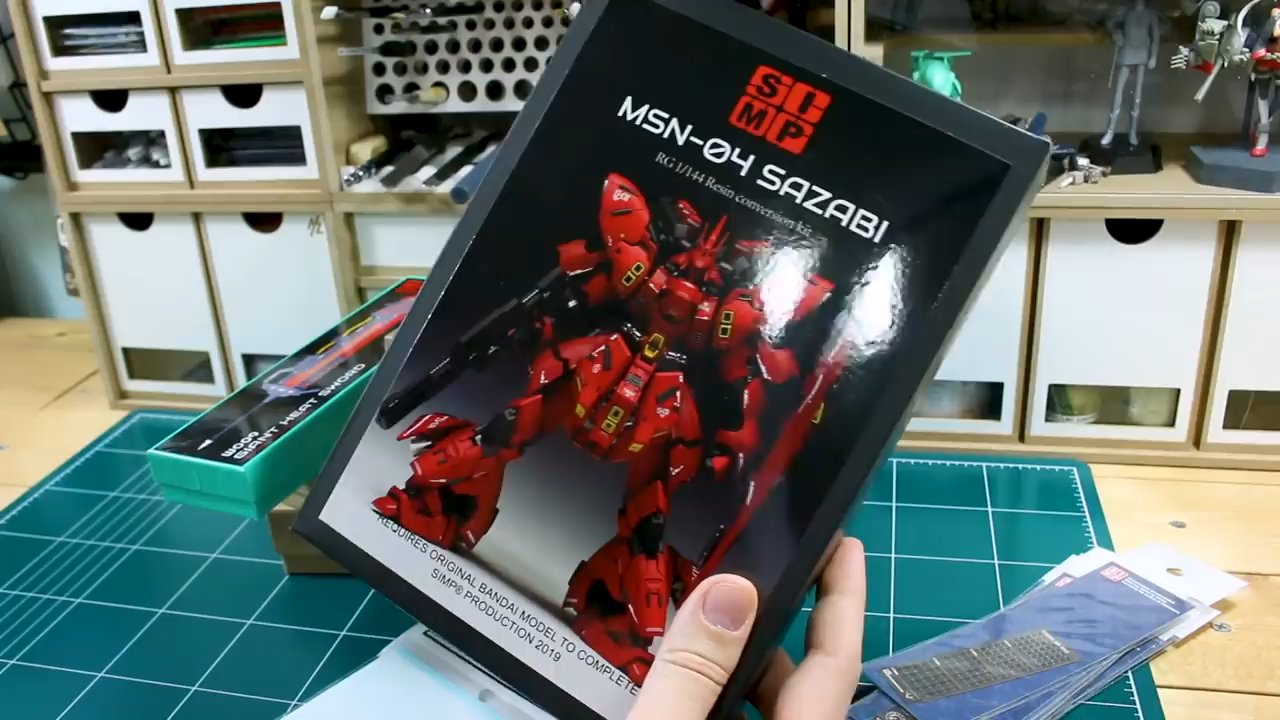 SI
MP
MSN-04 SAZABI
RG 1/144 Resin conversion kit
REQUIRES ORIGINAL BANDAI MODEL TO COMPLETE
SIMP® PRODUCTION 2019
GIANT HEAT SWORD